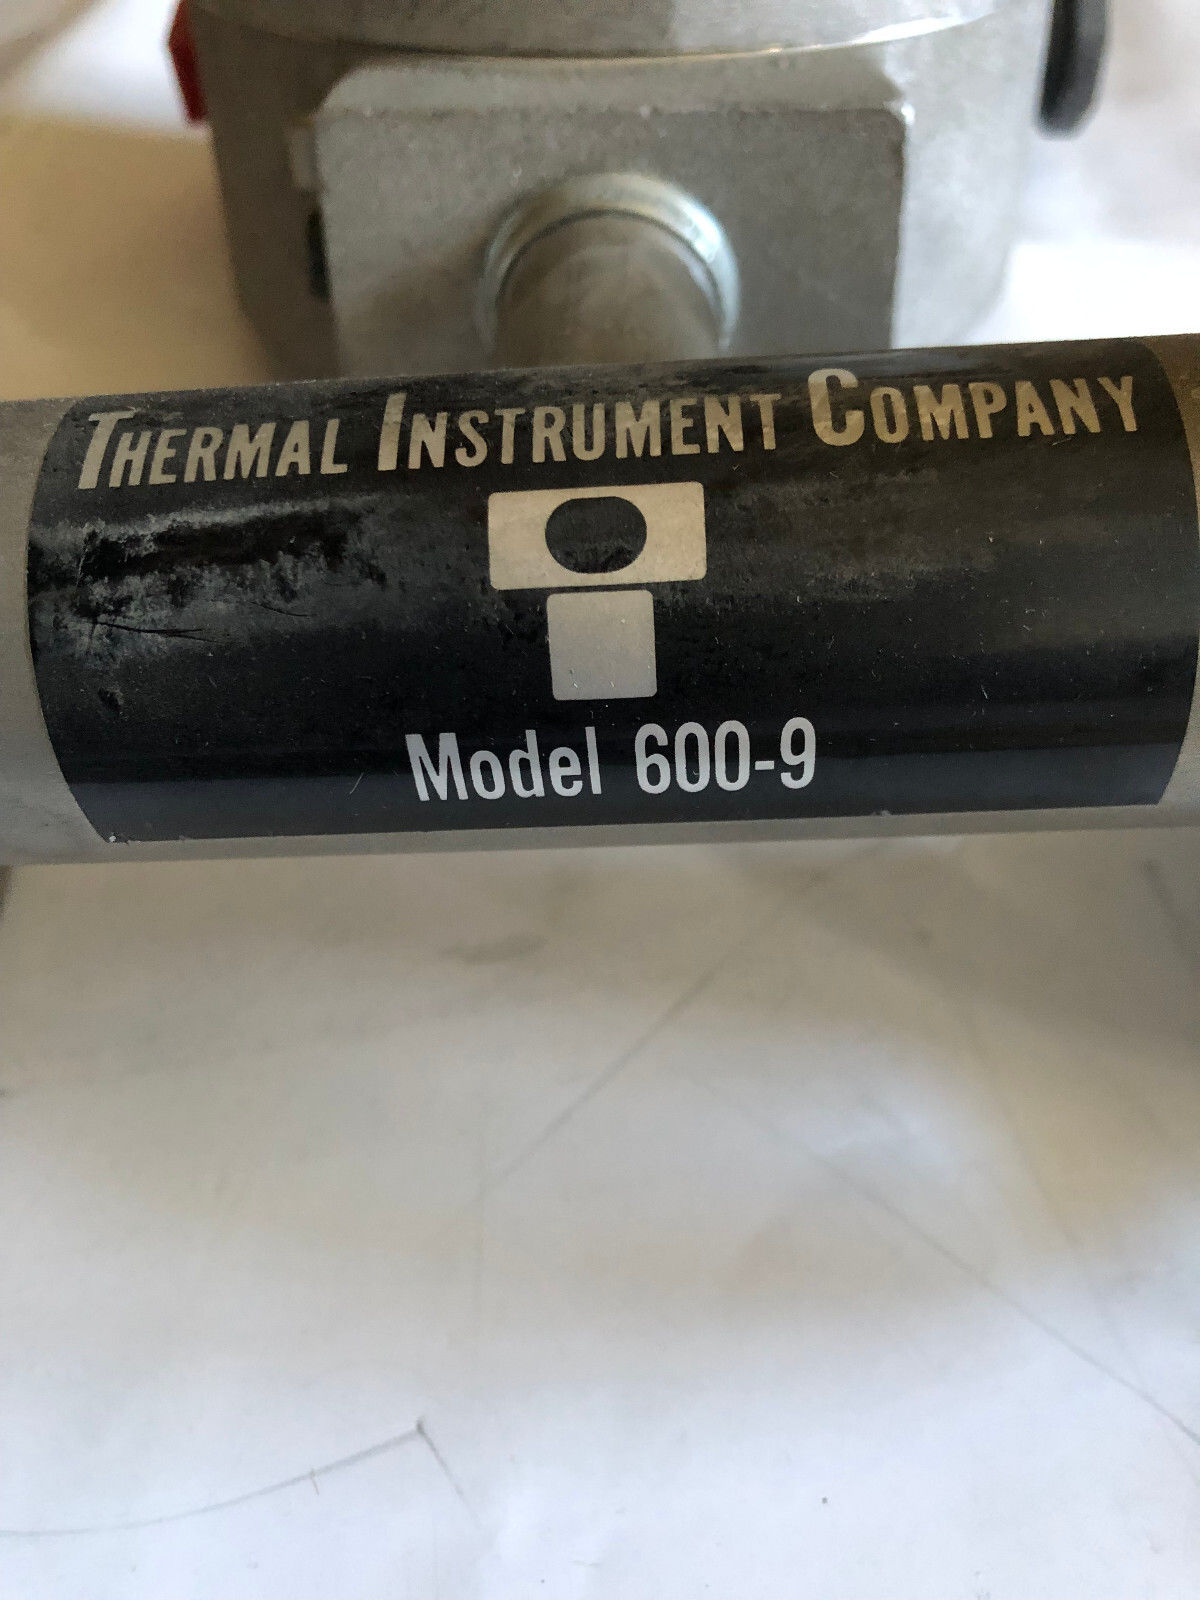 THERMAL INSTRUMENT COMPANY
Model 600-9